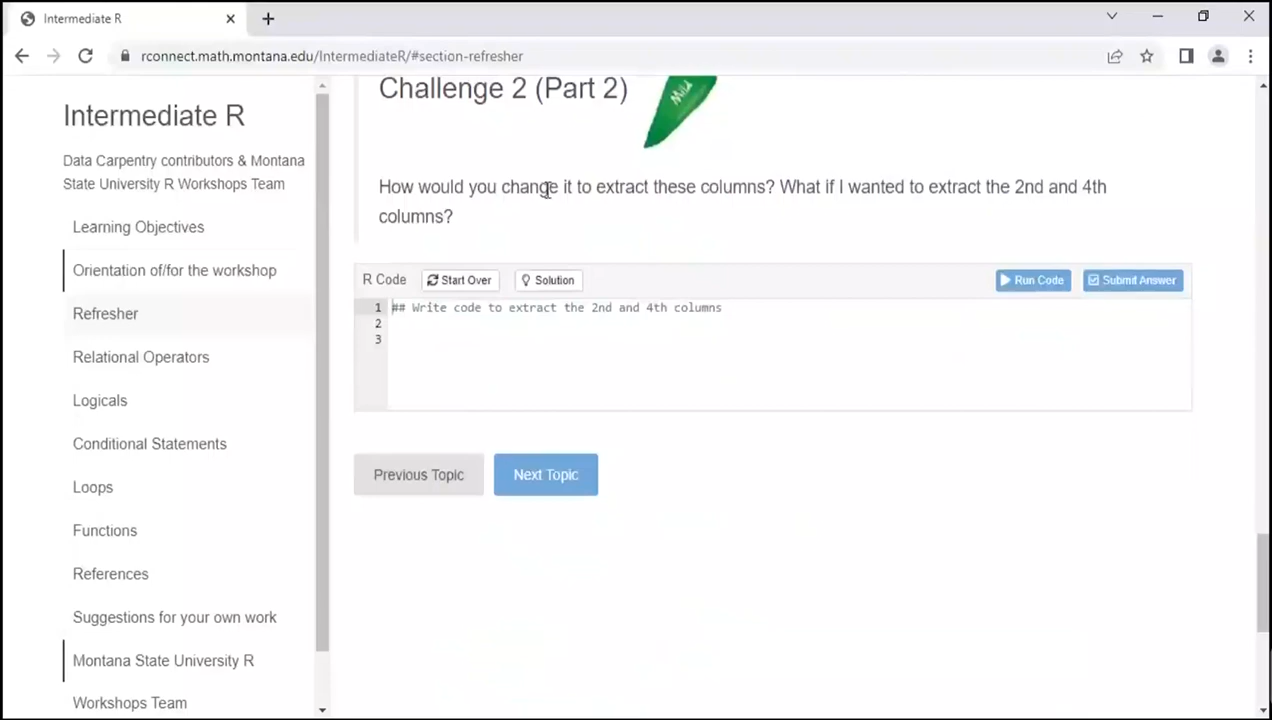 Intermediate R
rconnect.math.montana.edu/IntermediateR/#section-refresher
Intermediate R
Data Carpentry contributors & Montana
State University R Workshops Team
Learning Objectives
Orientation of/for the workshop
Refresher
Relational Operators
Logicals
Conditional Statements
Loops
Functions
References
Suggestions for your own work
Montana State University R
Workshops Team
Challenge 2 (Part 2)
Mild
How would you change it to extract these columns? What if I wanted to extract the 2nd and 4th
columns?
R Code Start Over Solution Run Code Submit Answer
1 ## Write code to extract the 2nd and 4th columns
2
3
Previous Topic Next Topic